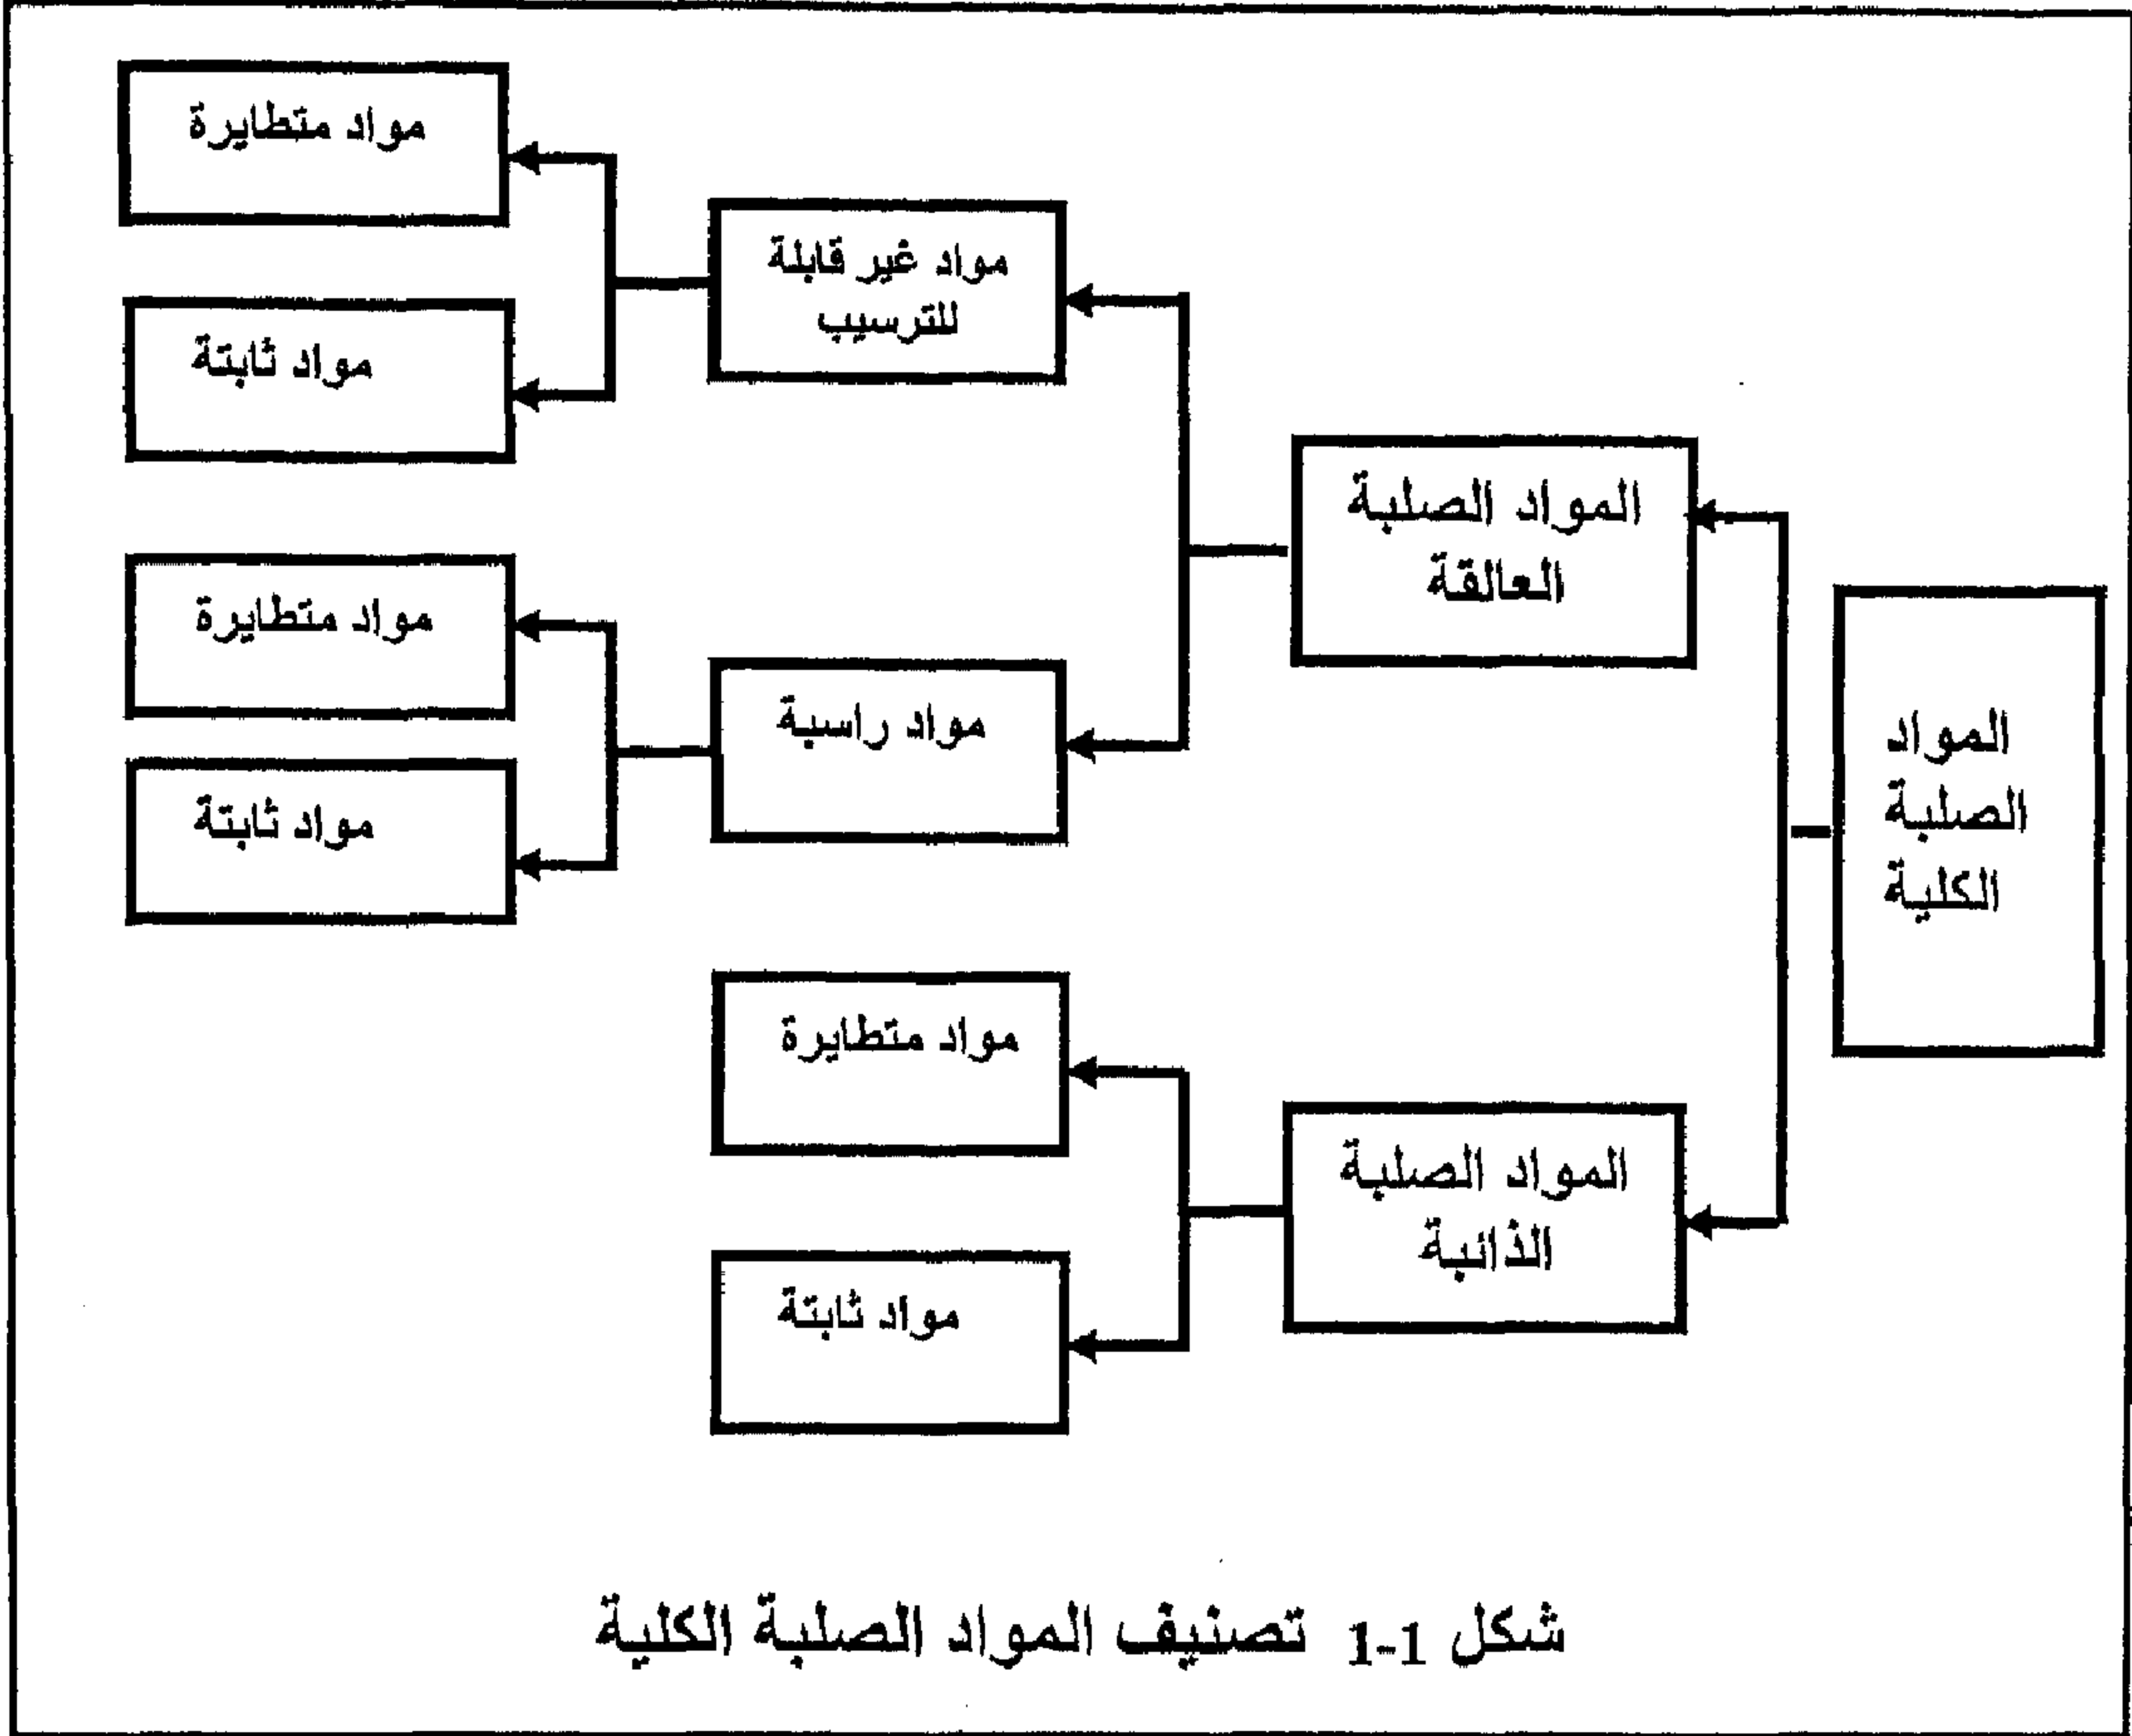 المواد
الصلبة
الكلية
المواد الصلبة
العالقة
مواد غير قابلة
للترسيب
مواد متطايرة
مواد ثابتة
مواد راسبة
مواد متطايرة
مواد ثابتة
المواد الصلبة
الذائبة
مواد متطايرة
مواد ثابتة
شكل 1-1 تصنيف المواد الصلبة الكلية